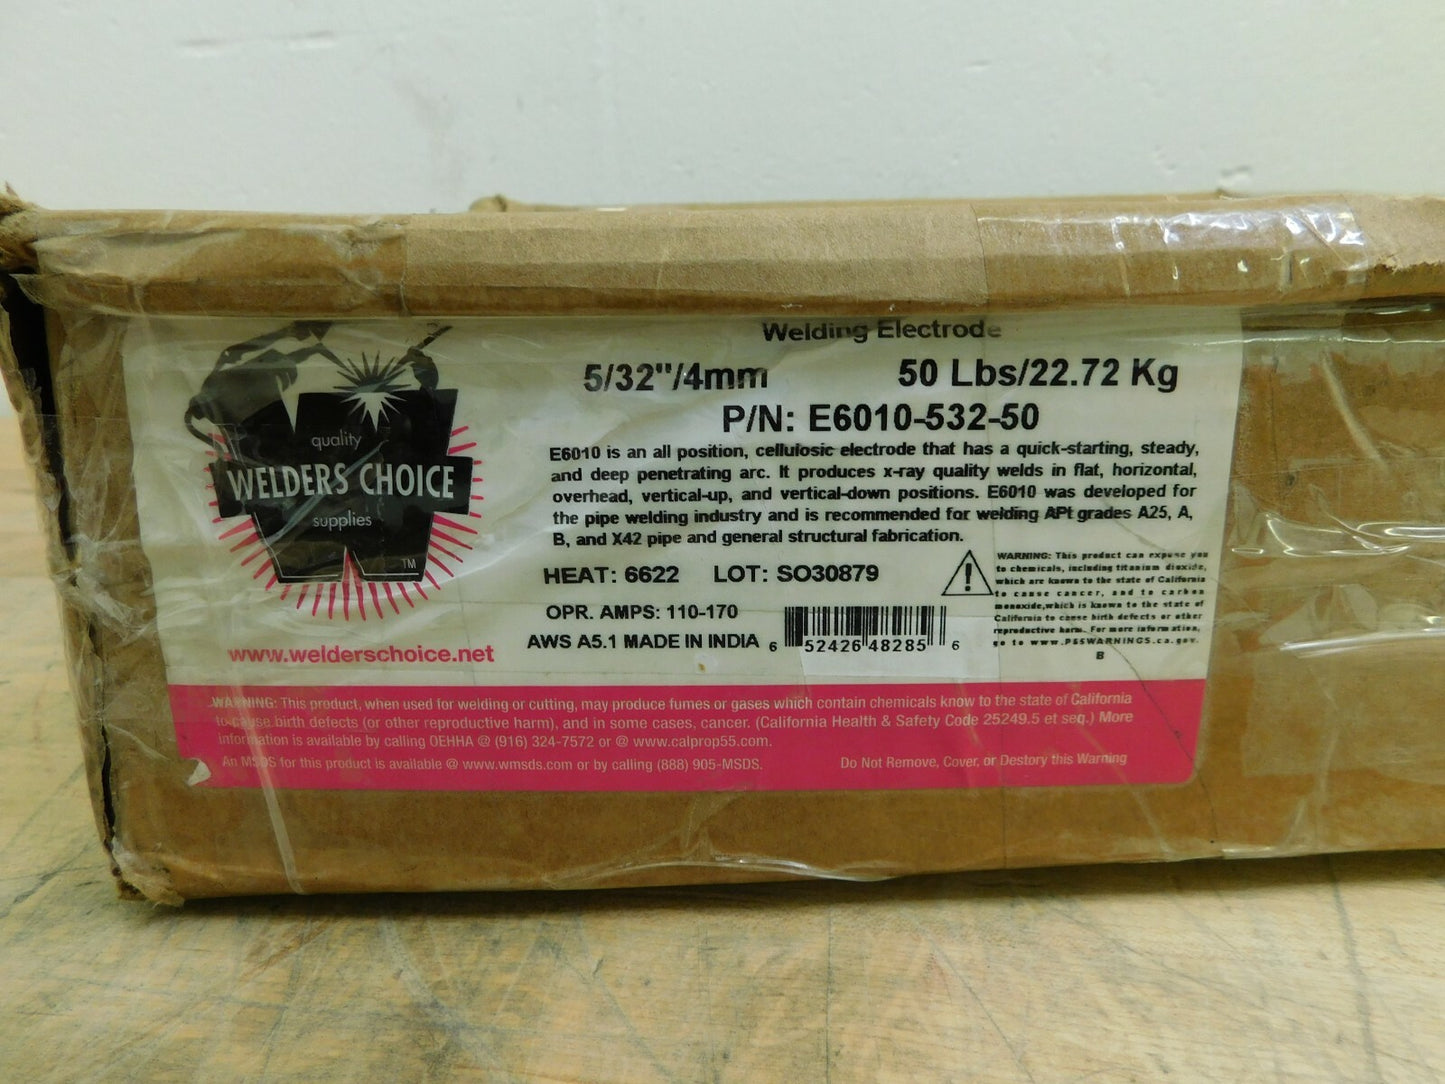 Welding Electrode
5/32"/4mm 50 Lbs/22.72 Kg
P/N: E6010-532-50
E6010 is an all position, cellulosic electrode that has a quick-starting, steady,
and deep penetrating arc. It produces x-ray quality welds in flat, horizontal,
overhead, vertical-up, and vertical-down positions. E6010 was developed for
the pipe welding industry and is recommended for welding API grades A25, A,
B, and X42 pipe and general structural fabrication.
HEAT: 6622 LOT: SO30879
OPR. AMPS: 110-170
AWS A5.1 MADE IN INDIA
6 52426 48285 6
quality
WELDERS CHOICE
supplies
TM
www.welderschoice.net
WARNING: This product can expose you
to chemicals, including titanium dioxide,
which are known to the state of California
to cause cancer, and to carbon
monoxide,which is known to the state of
California to cause birth defects or other
reproductive harm. For more information,
go to www.P65WARNINGS.ca.gov.
B
WARNING: This product, when used for welding or cutting, may produce fumes or gases which contain chemicals know to the state of California
to cause birth defects (or other reproductive harm), and in some cases, cancer. (California Health & Safety Code 25249.5 et seq.) More
information is available by calling OEHHA @ (916) 324-7572 or @ www.calprop55.com.
An MSDS for this product is available @ www.wmsds.com or by calling (888) 905-MSDS.
Do Not Remove, Cover, or Destory this Warning